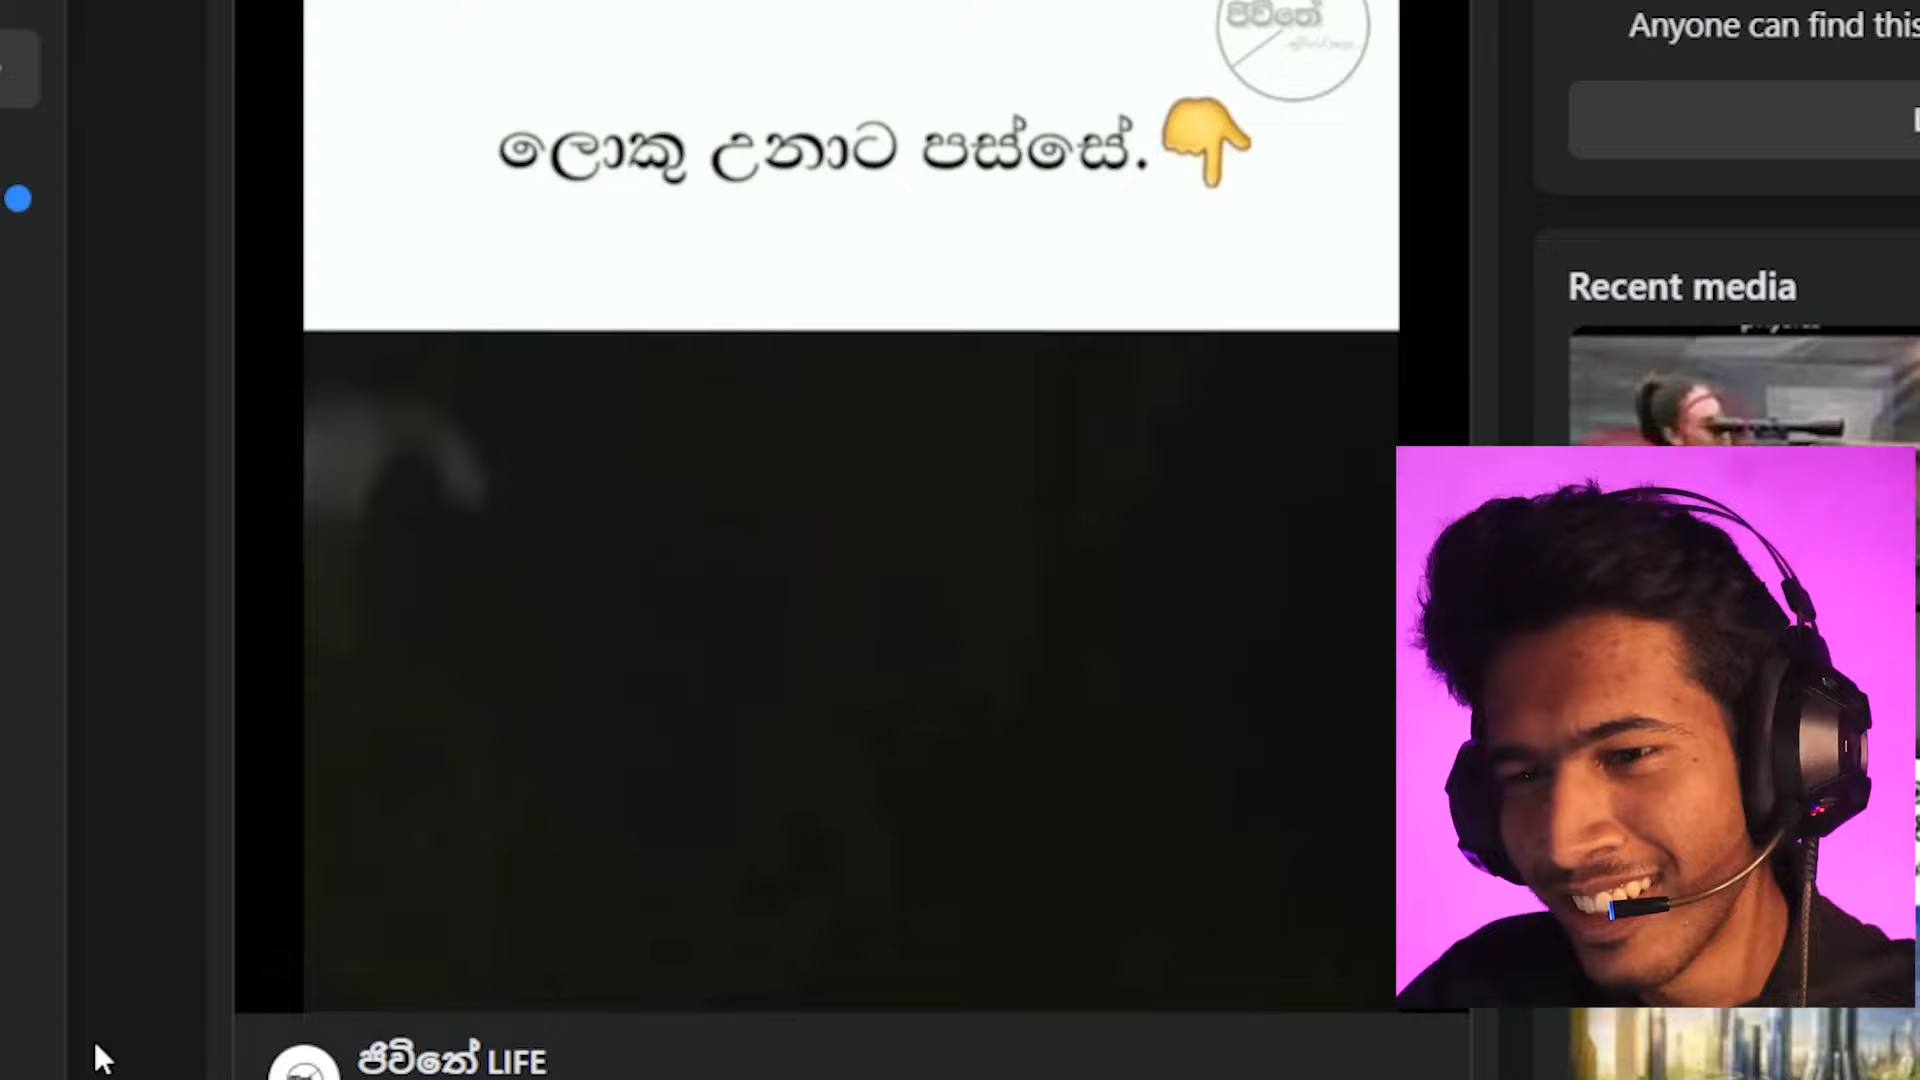 Anyone can find this
ජීවිතේ
ලොකු උනාට පස්සේ.
Recent media
ජීවිතේ LIFE